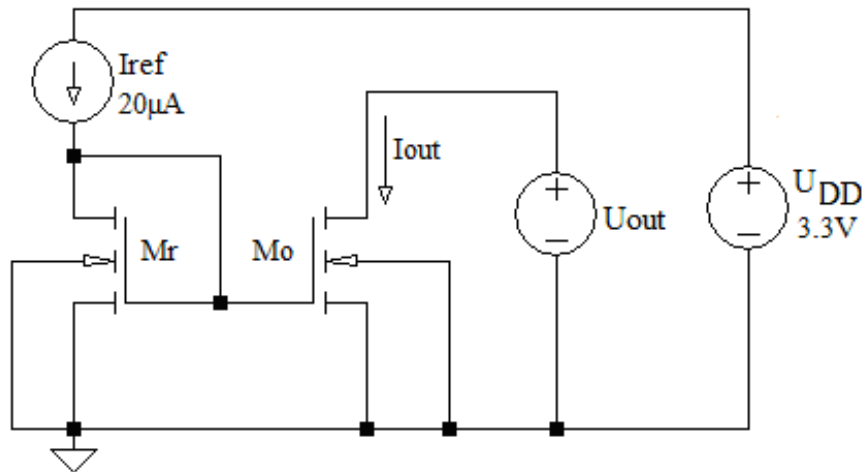 Iref
20μA
Iout
Uout
UDD
3.3V
Mr
Mo